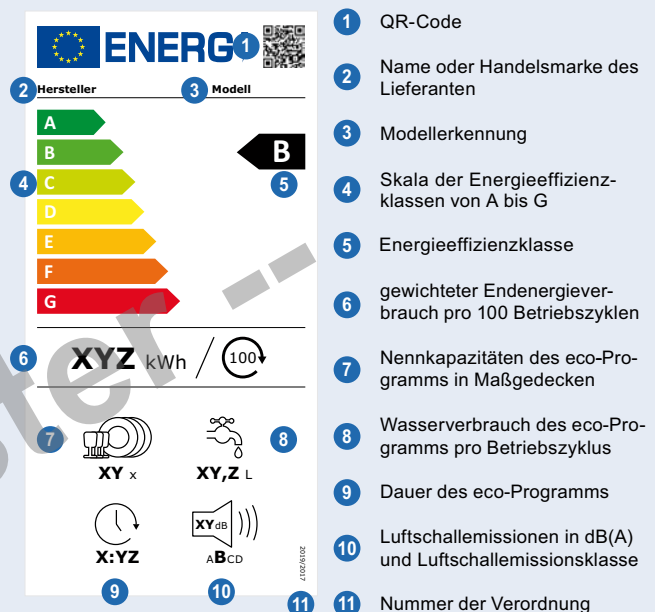 ENERG
1
2 Hersteller
3 Modell
A
B
C
D
E
F
G
B
4
5
6
XYZ kWh / 100
7
8
XY x
XY,Z L
XY dB
X:YZ
ABCD
2019/2017
9
10
11
1 QR-Code
2 Name oder Handelsmarke des
Lieferanten
3 Modellerkennung
4 Skala der Energieeffizienz-
klassen von A bis G
5 Energieeffizienzklasse
6 gewichteter Endenergiever-
brauch pro 100 Betriebszyklen
7 Nennkapazitäten des eco-Pro-
gramms in Maßgedecken
8 Wasserverbrauch des eco-Pro-
gramms pro Betriebszyklus
9 Dauer des eco-Programms
10 Luftschallemissionen in dB(A)
und Luftschallemissionsklasse
11 Nummer der Verordnung